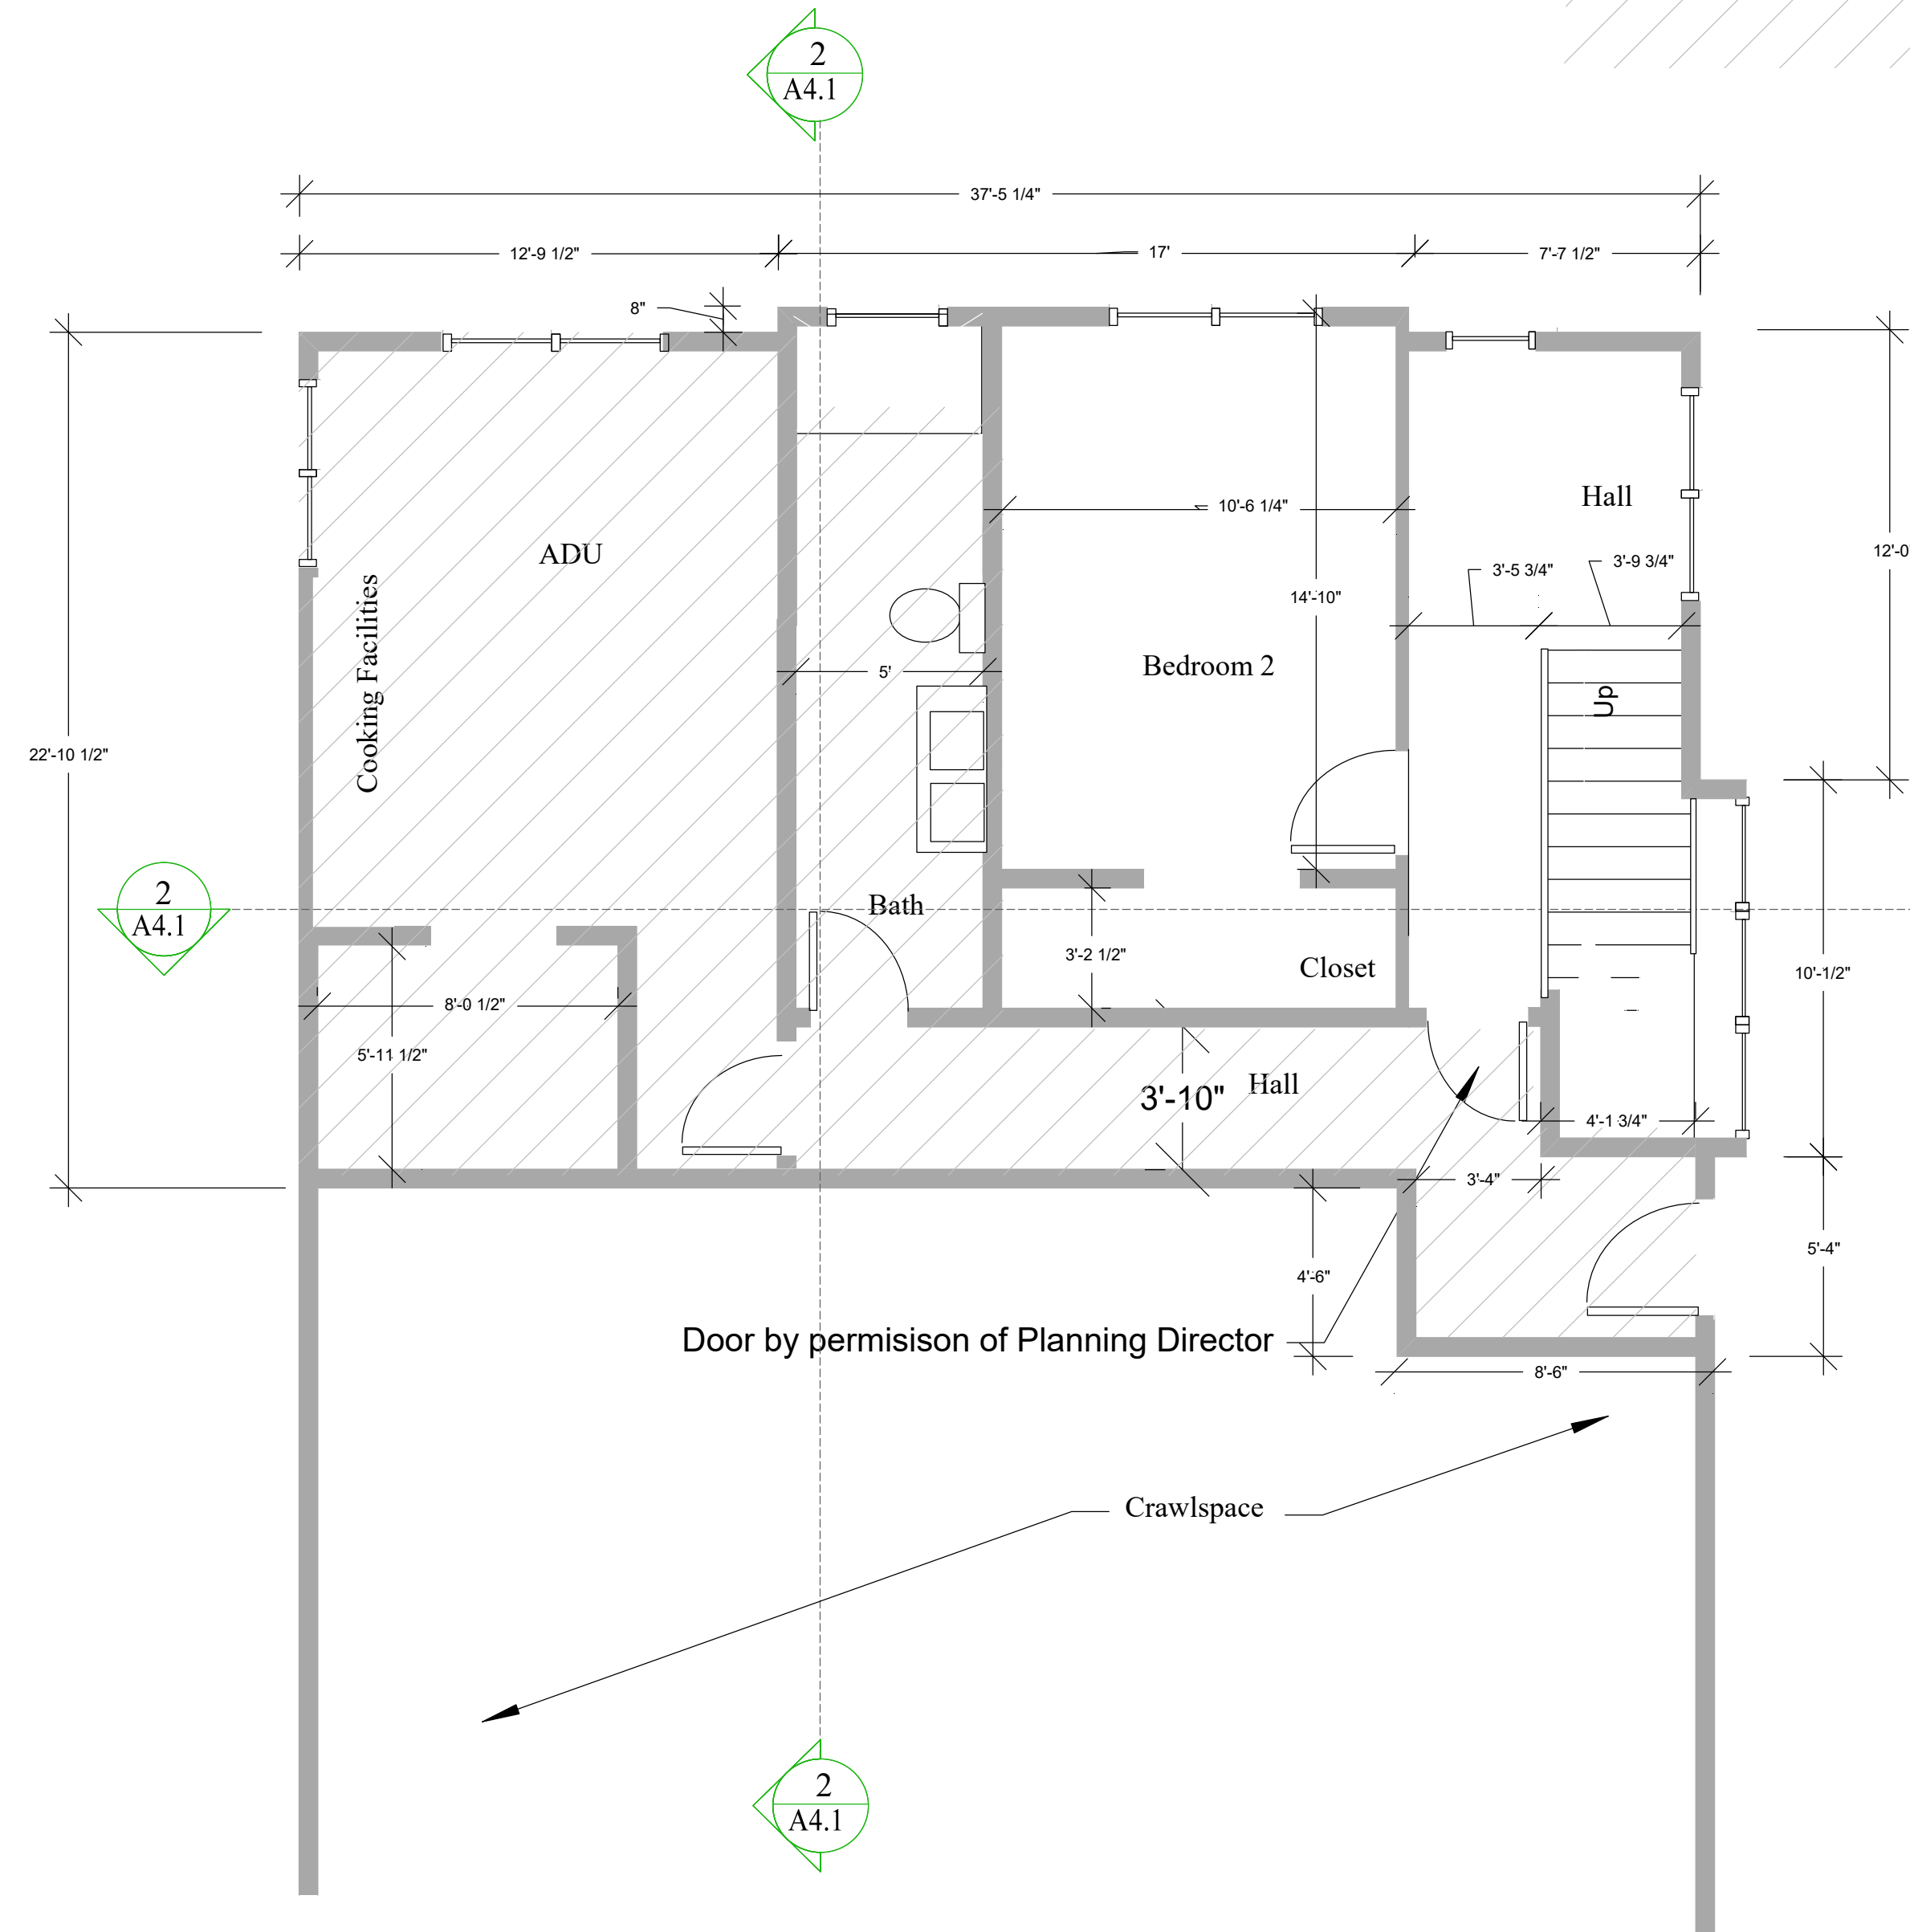 2
A4.1
37'-5 1/4"
12'-9 1/2"
17'
7'-7 1/2"
8"
Hall
10'-6 1/4"
ADU
12'-0
3'-9 3/4"
3'-5 3/4"
14'-10"
Cooking Facilities
Bedroom 2
5'
Up
22'-10 1/2"
2
A4.1
Bath
3'-2 1/2"
Closet
10'-1/2"
8'-0 1/2"
5'-11 1/2"
Hall
3'-10"
4'-1 3/4"
3'-4"
5'-4"
4'-6"
Door by permisison of Planning Director
8'-6"
Crawlspace
2
A4.1